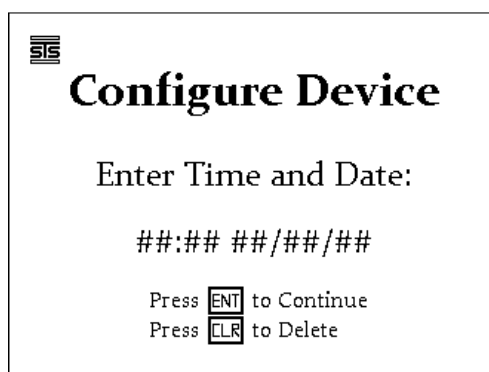 STS
Configure Device
Enter Time and Date:
##:## ##/##/##
Press ENT to Continue
Press CLR to Delete